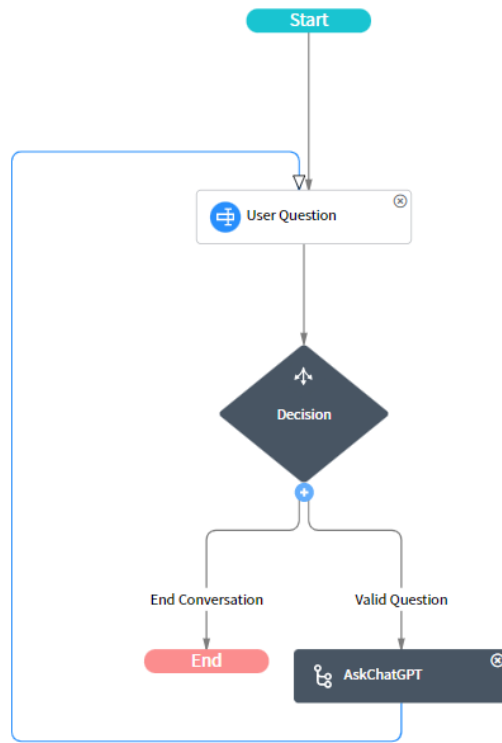 Start
User Question
Decision
End Conversation
Valid Question
End
AskChatGPT